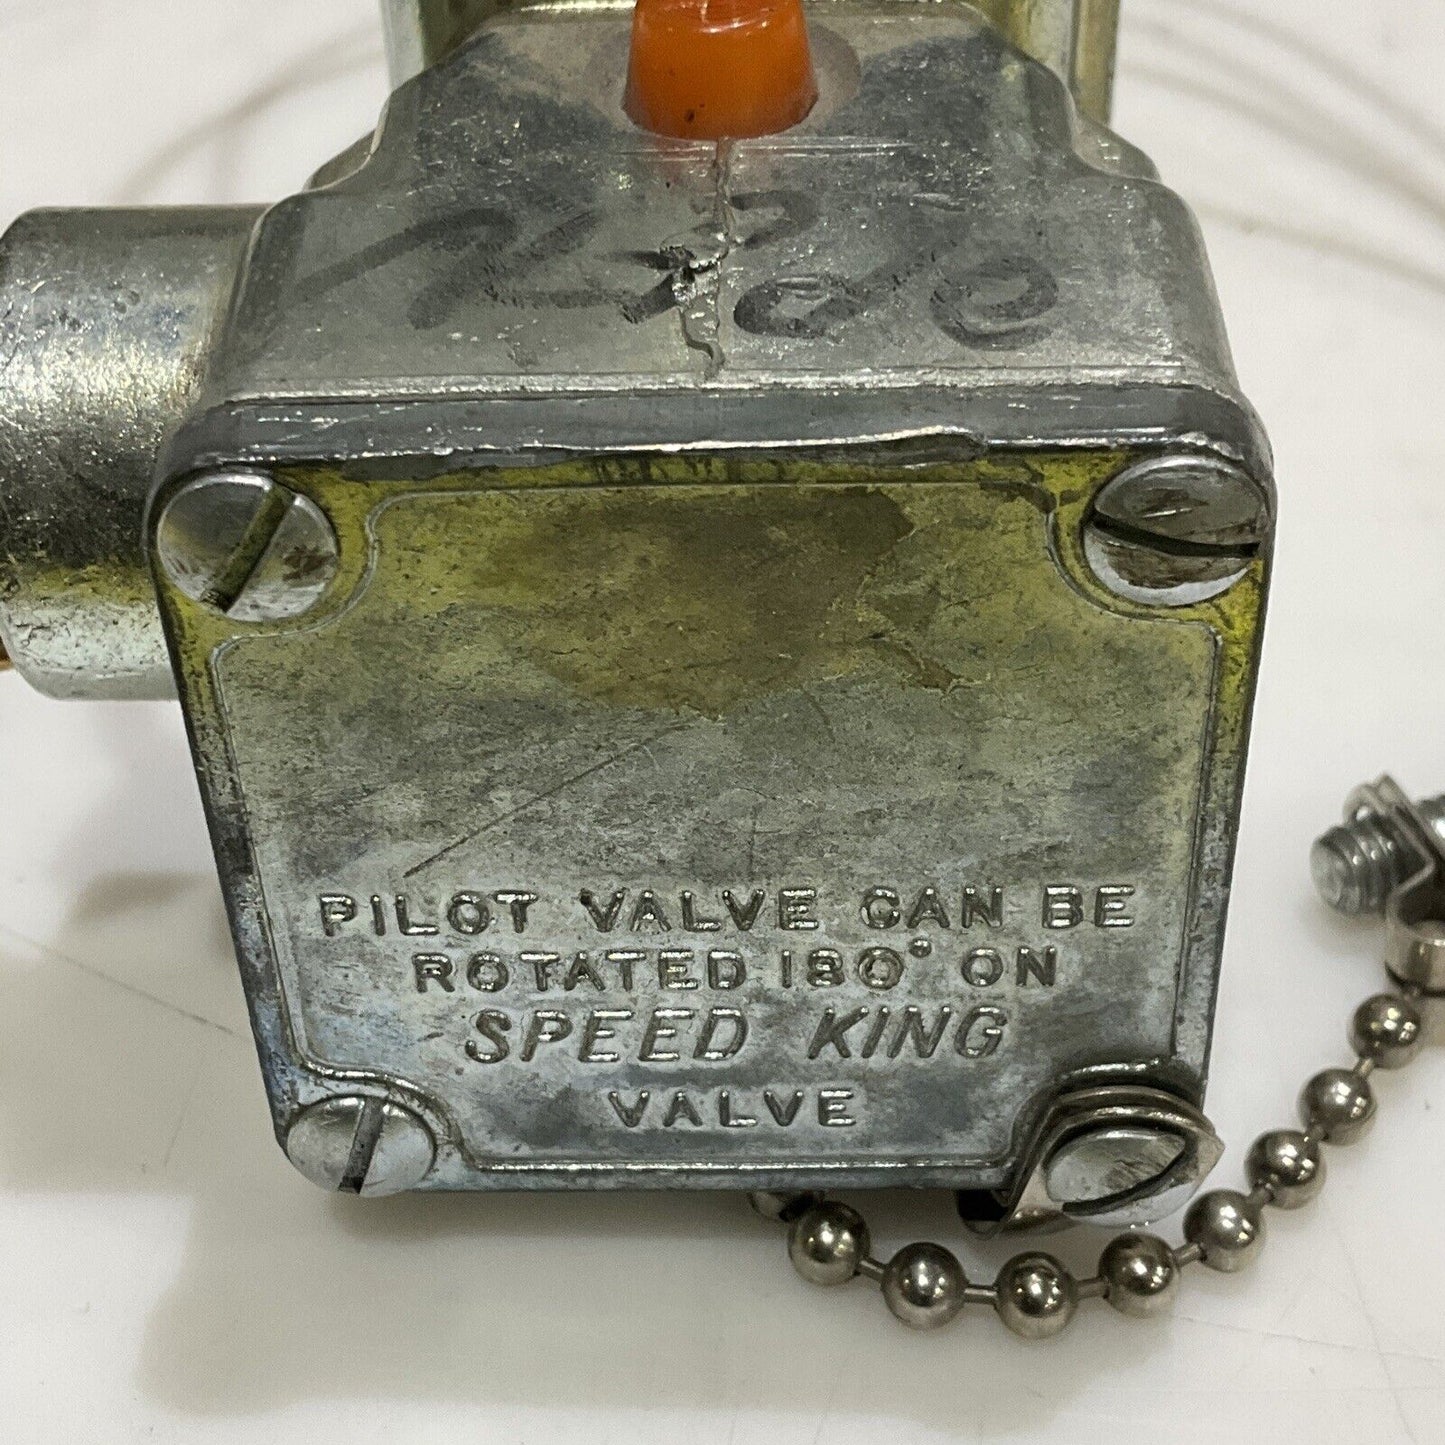 PILOT VALVE CAN BE
ROTATED 180° ON
SPEED KING
VALVE